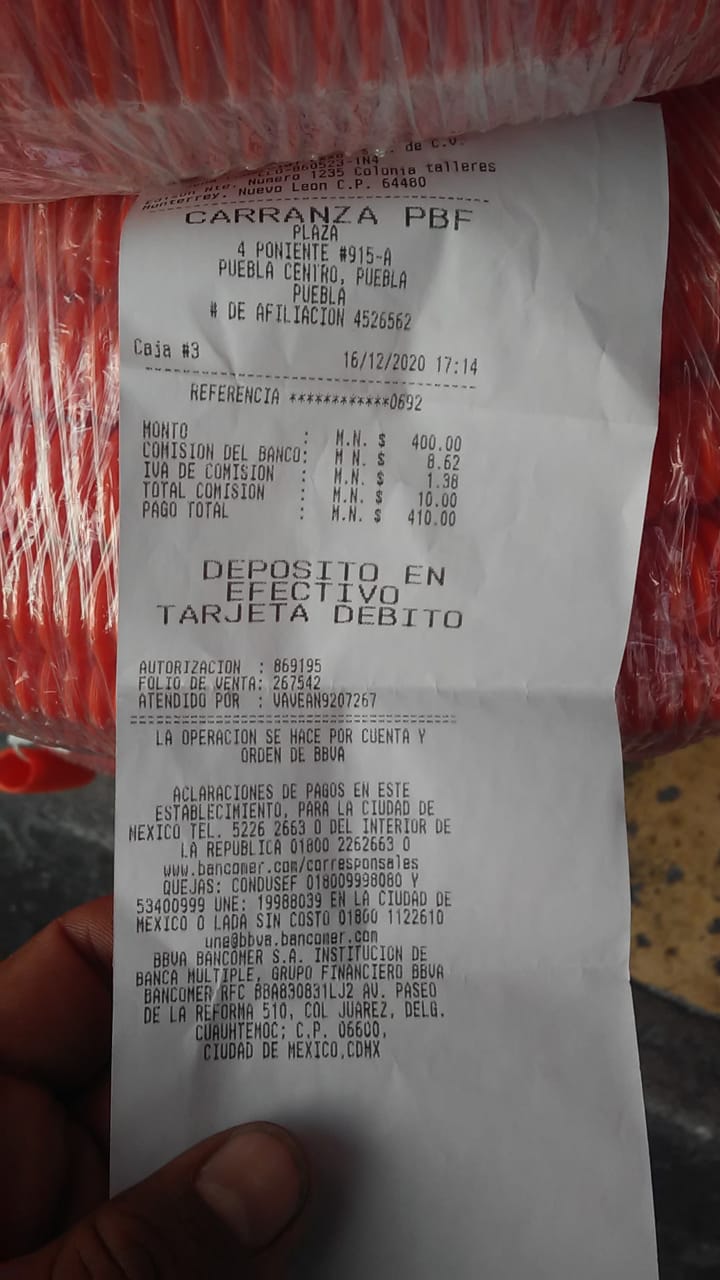 de C.V.
Número 1235 Colonia talleres
Monterrey, Nuevo Leon C.P. 64480
CARRANZA PBF
PLAZA
4 PONIENTE #915-A
PUEBLA CENTRO, PUEBLA
PUEBLA
# DE AFILIACION 4526562
Caja #3 16/12/2020 17:14
REFERENCIA ************0692
MONTO : M.N. $ 400.00
COMISION DEL BANCO: M N. $ 8.62
IVA DE COMISION : M.N. $ 1.38
TOTAL COMISION : M.N. $ 10.00
PAGO TOTAL : M.N. $ 410.00
DEPOSITO EN
EFECTIVO
TARJETA DEBITO
AUTORIZACION : 869195
FOLIO DE VENTA: 267542
ATENDIDO POR : VAVEAN9207267
LA OPERACION SE HACE POR CUENTA Y
ORDEN DE BBVA
ACLARACIONES DE PAGOS EN ESTE
ESTABLECIMIENTO, PARA LA CIUDAD DE
MEXICO TEL. 5226 2663 O DEL INTERIOR DE
LA REPUBLICA 01800 2262663 O
www.bancomer.com/corresponsales
QUEJAS: CONDUSEF 018009998080 Y
53400999 UNE: 19988039 EN LA CIUDAD DE
MEXICO O LADA SIN COSTO 01800 1122610
une@bbva.bancomer.com
BBVA BANCOMER S.A. INSTITUCION DE
BANCA MULTIPLE, GRUPO FINANCIERO BBVA
BANCOMER RFC BBA830831LJ2 AV. PASEO
DE LA REFORMA 510, COL JUAREZ, DELG.
CUAUHTEMOC; C.P. 06600,
CIUDAD DE MEXICO,CDMX